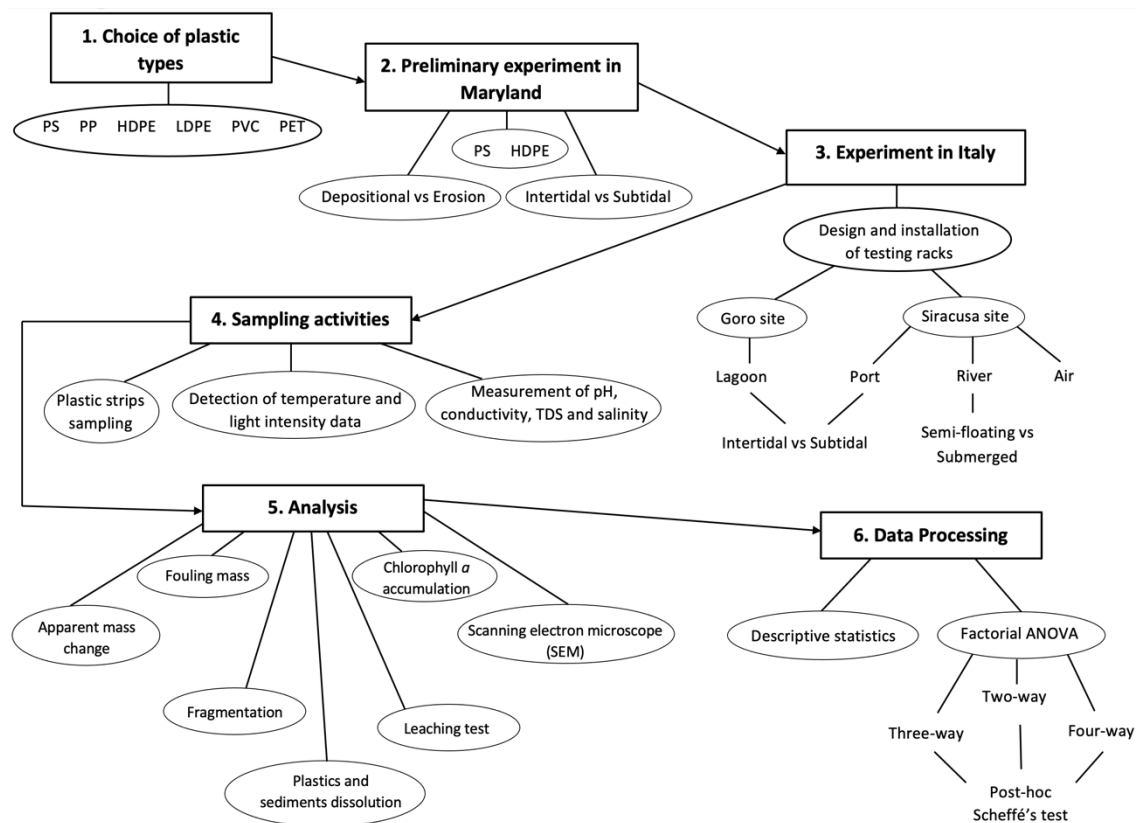 1. Choice of plastic
types
PS PP HDPE LDPE PVC PET
2. Preliminary experiment in
Maryland
PS HDPE
Depositional vs Erosion
Intertidal vs Subtidal
3. Experiment in Italy
Design and installation
of testing racks
Goro site
Siracusa site
Lagoon
Port
River
Air
Intertidal vs Subtidal
Semi-floating vs
Submerged
4. Sampling activities
Plastic strips
sampling
Detection of temperature and
light intensity data
Measurement of pH,
conductivity, TDS and salinity
5. Analysis
Fouling mass
Chlorophyll a
accumulation
Apparent mass
change
Scanning electron microscope
(SEM)
Fragmentation
Leaching test
Plastics and
sediments dissolution
6. Data Processing
Descriptive statistics
Factorial ANOVA
Two-way
Three-way
Four-way
Post-hoc
Scheffé's test